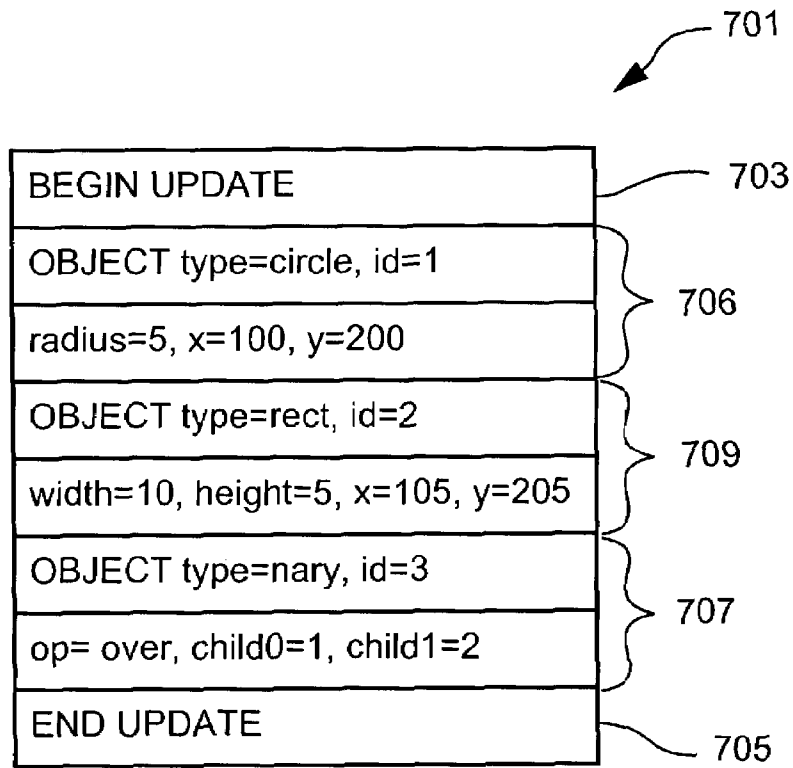 701
BEGIN UPDATE
703
OBJECT type=circle, id=1
radius=5, x=100, y=200
706
OBJECT type=rect, id=2
width=10, height=5, x=105, y=205
709
OBJECT type=nary, id=3
op= over, child0=1, child1=2
707
END UPDATE
705